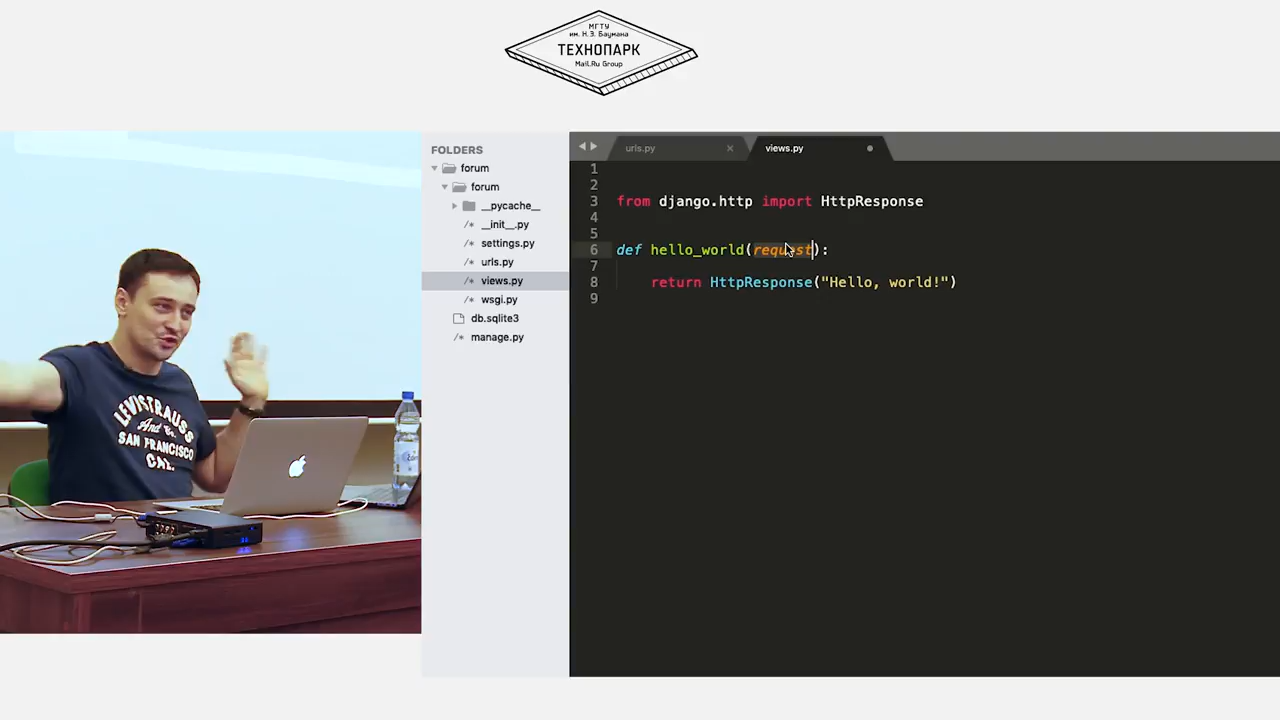 МГТУ
им. Н.Э. Баумана
ТЕХНОПАРК
Mail.Ru Group
LEVI STRAUSS
And Co.
SAN FRANCISCO
CAL.
FOLDERS
forum
forum
__pycache__
__init__.py
settings.py
urls.py
views.py
wsgi.py
db.sqlite3
manage.py
urls.py
views.py
1
2
3 from django.http import HttpResponse
4
5
6 def hello_world(request):
7
8 return HttpResponse("Hello, world!")
9